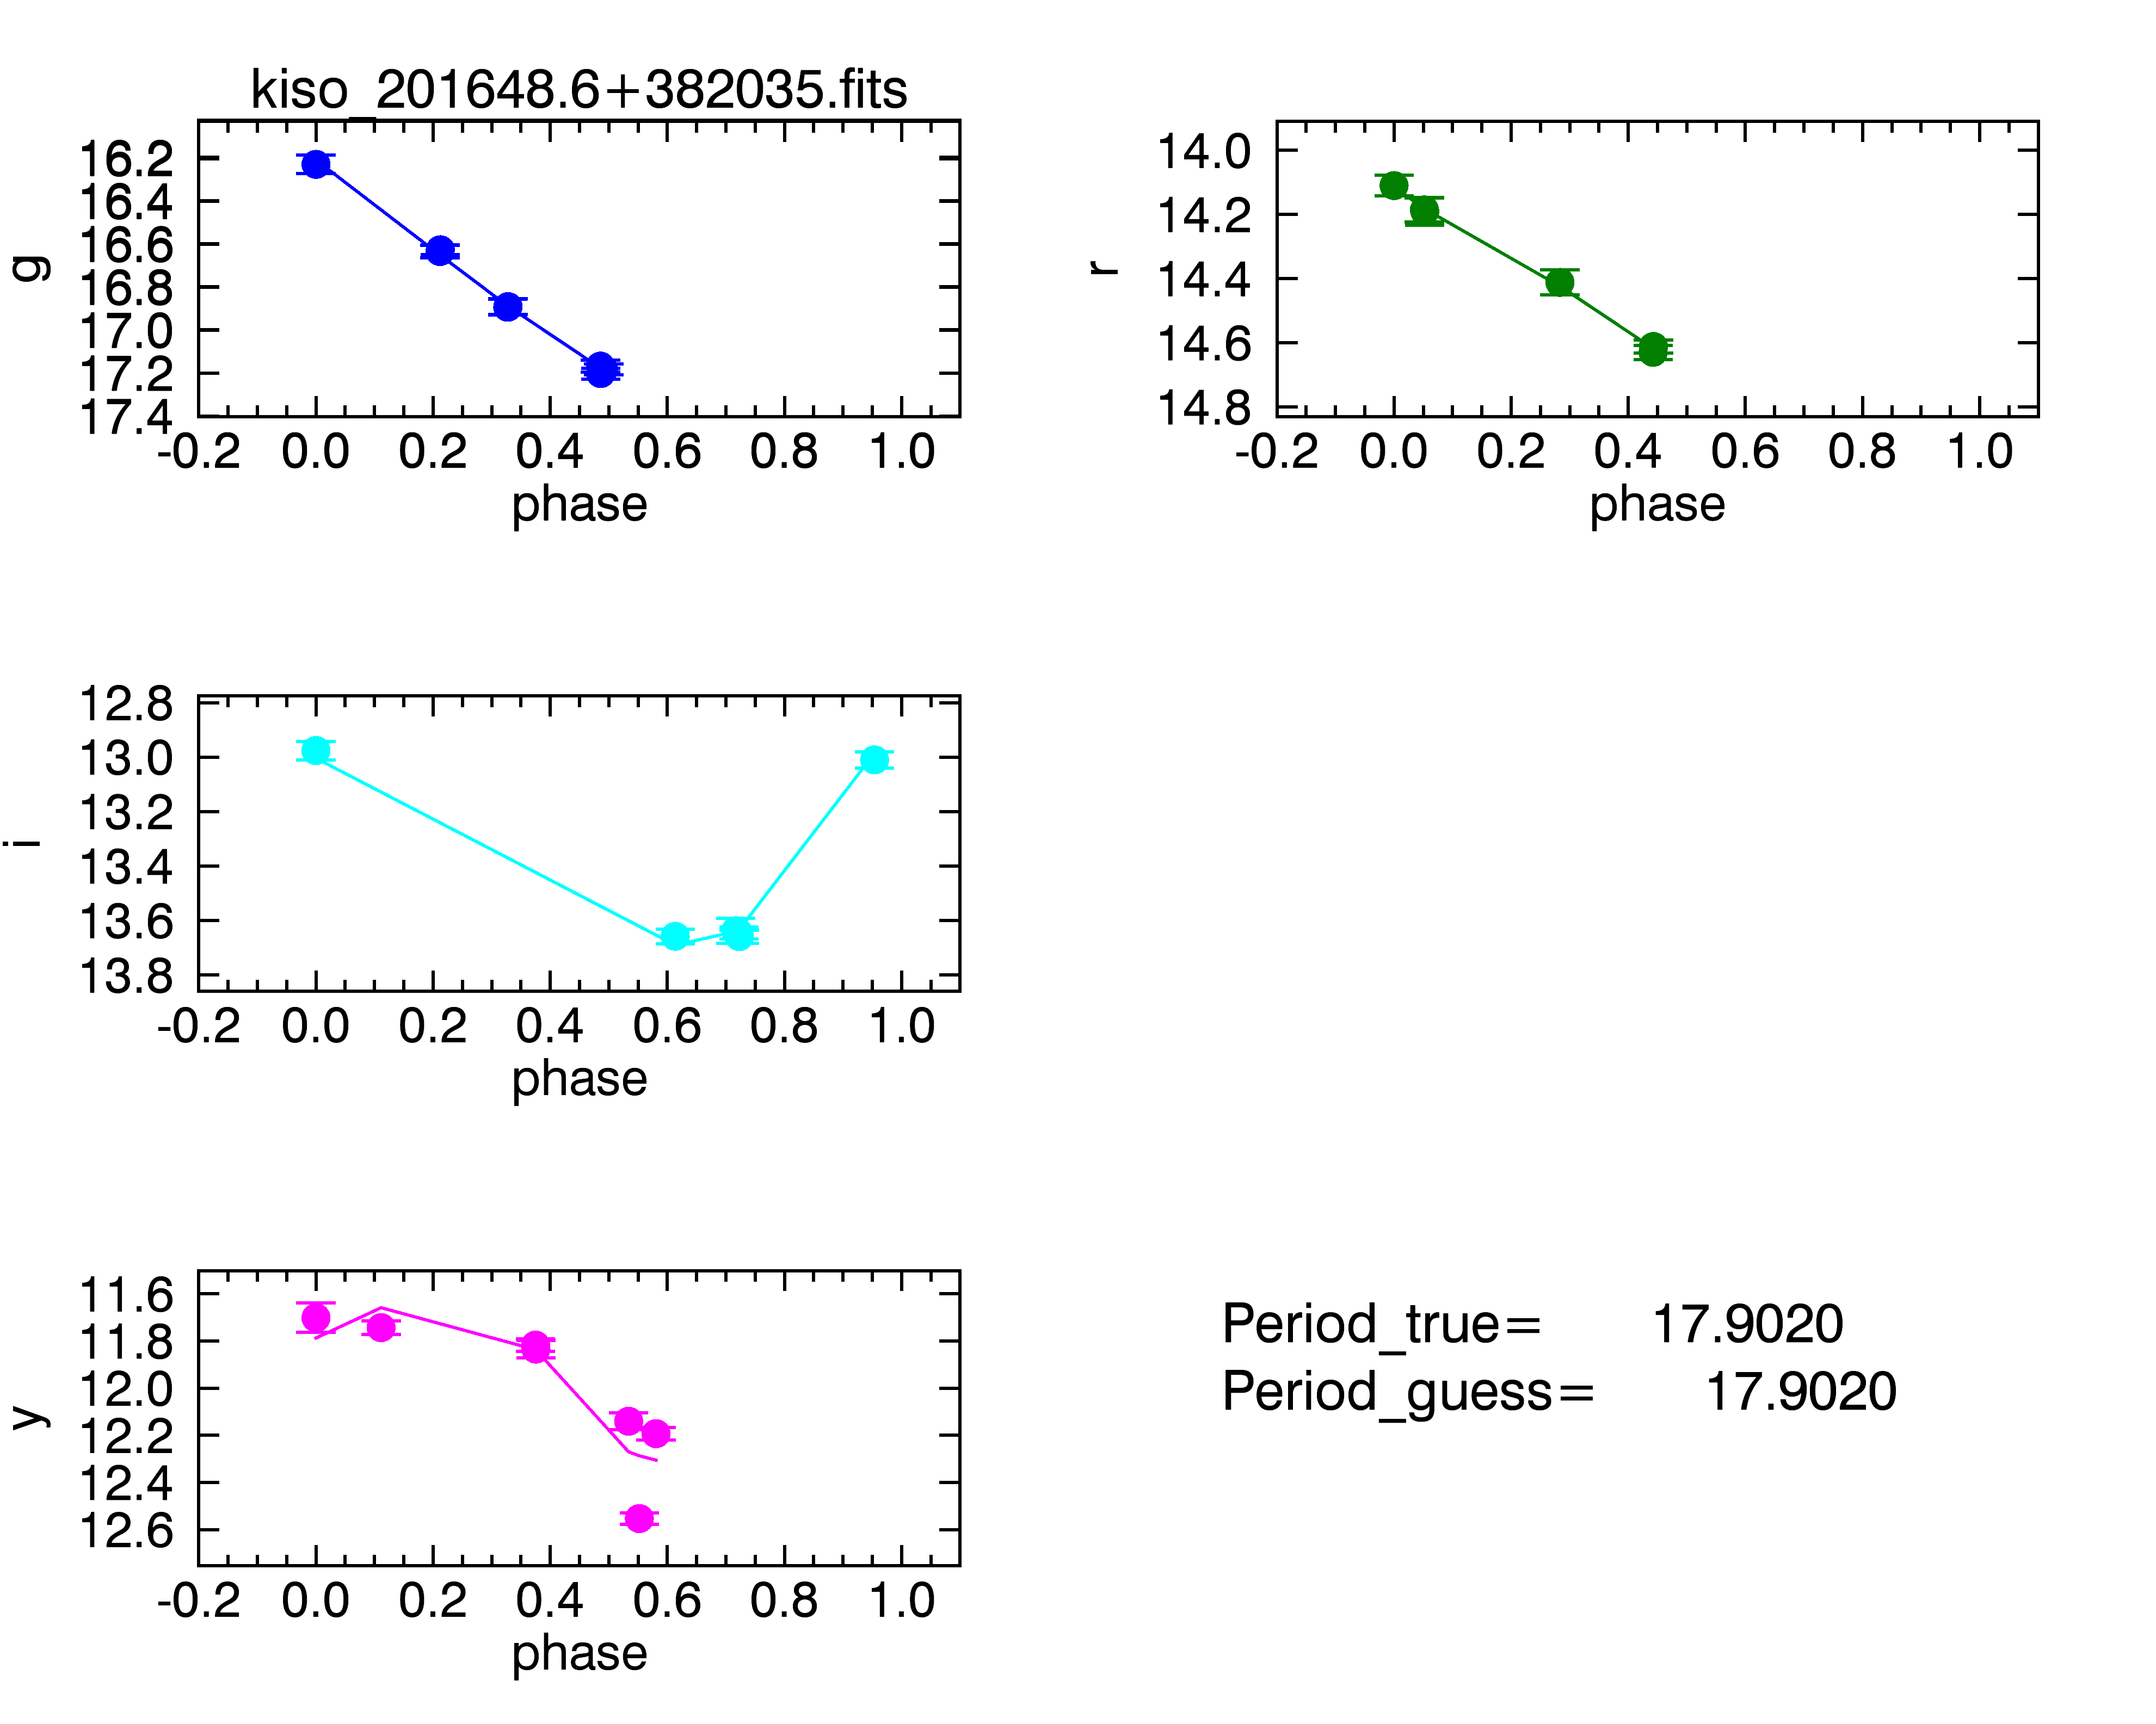 kiso_201648.6+382035.fits
g
16.2
16.4
16.6
16.8
17.0
17.2
17.4
-0.2 0.0 0.2 0.4 0.6 0.8 1.0
phase
r
14.0
14.2
14.4
14.6
14.8
-0.2 0.0 0.2 0.4 0.6 0.8 1.0
phase
i
12.8
13.0
13.2
13.4
13.6
13.8
-0.2 0.0 0.2 0.4 0.6 0.8 1.0
phase
y
11.6
11.8
12.0
12.2
12.4
12.6
-0.2 0.0 0.2 0.4 0.6 0.8 1.0
phase
Period_true= 17.9020
Period_guess= 17.9020